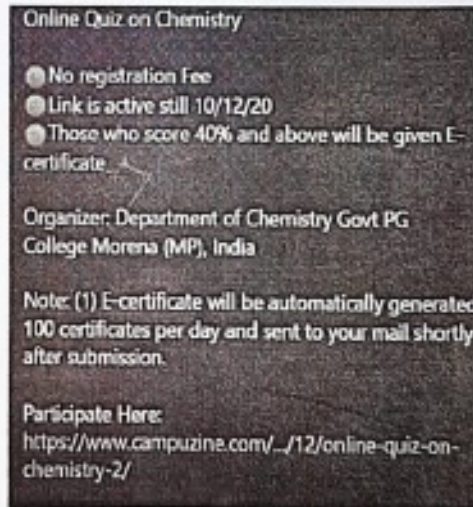 Online Quiz on Chemistry
No registration Fee
Link is active still 10/12/20
Those who score 40% and above will be given E-
certificate
Organizer: Department of Chemistry Govt PG
College Morena (MP), India
Note: (1) E-certificate will be automatically generated
100 certificates per day and sent to your mail shortly
after submission.
Participate Here:
https://www.campuzine.com/.../12/online-quiz-on-
chemistry-2/